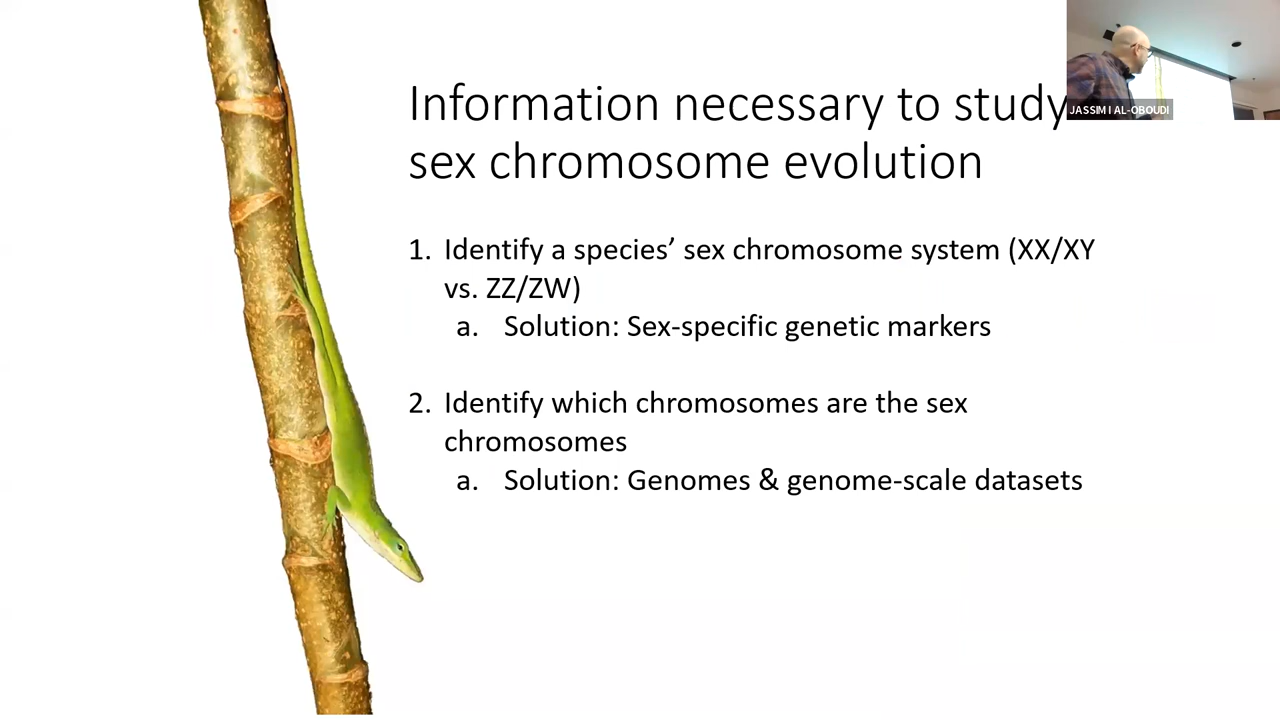 Information necessary to study
sex chromosome evolution
JASSIM I AL-OBOUDI
1. Identify a species’ sex chromosome system (XX/XY
vs. ZZ/ZW)
a. Solution: Sex-specific genetic markers
2. Identify which chromosomes are the sex
chromosomes
a. Solution: Genomes & genome-scale datasets